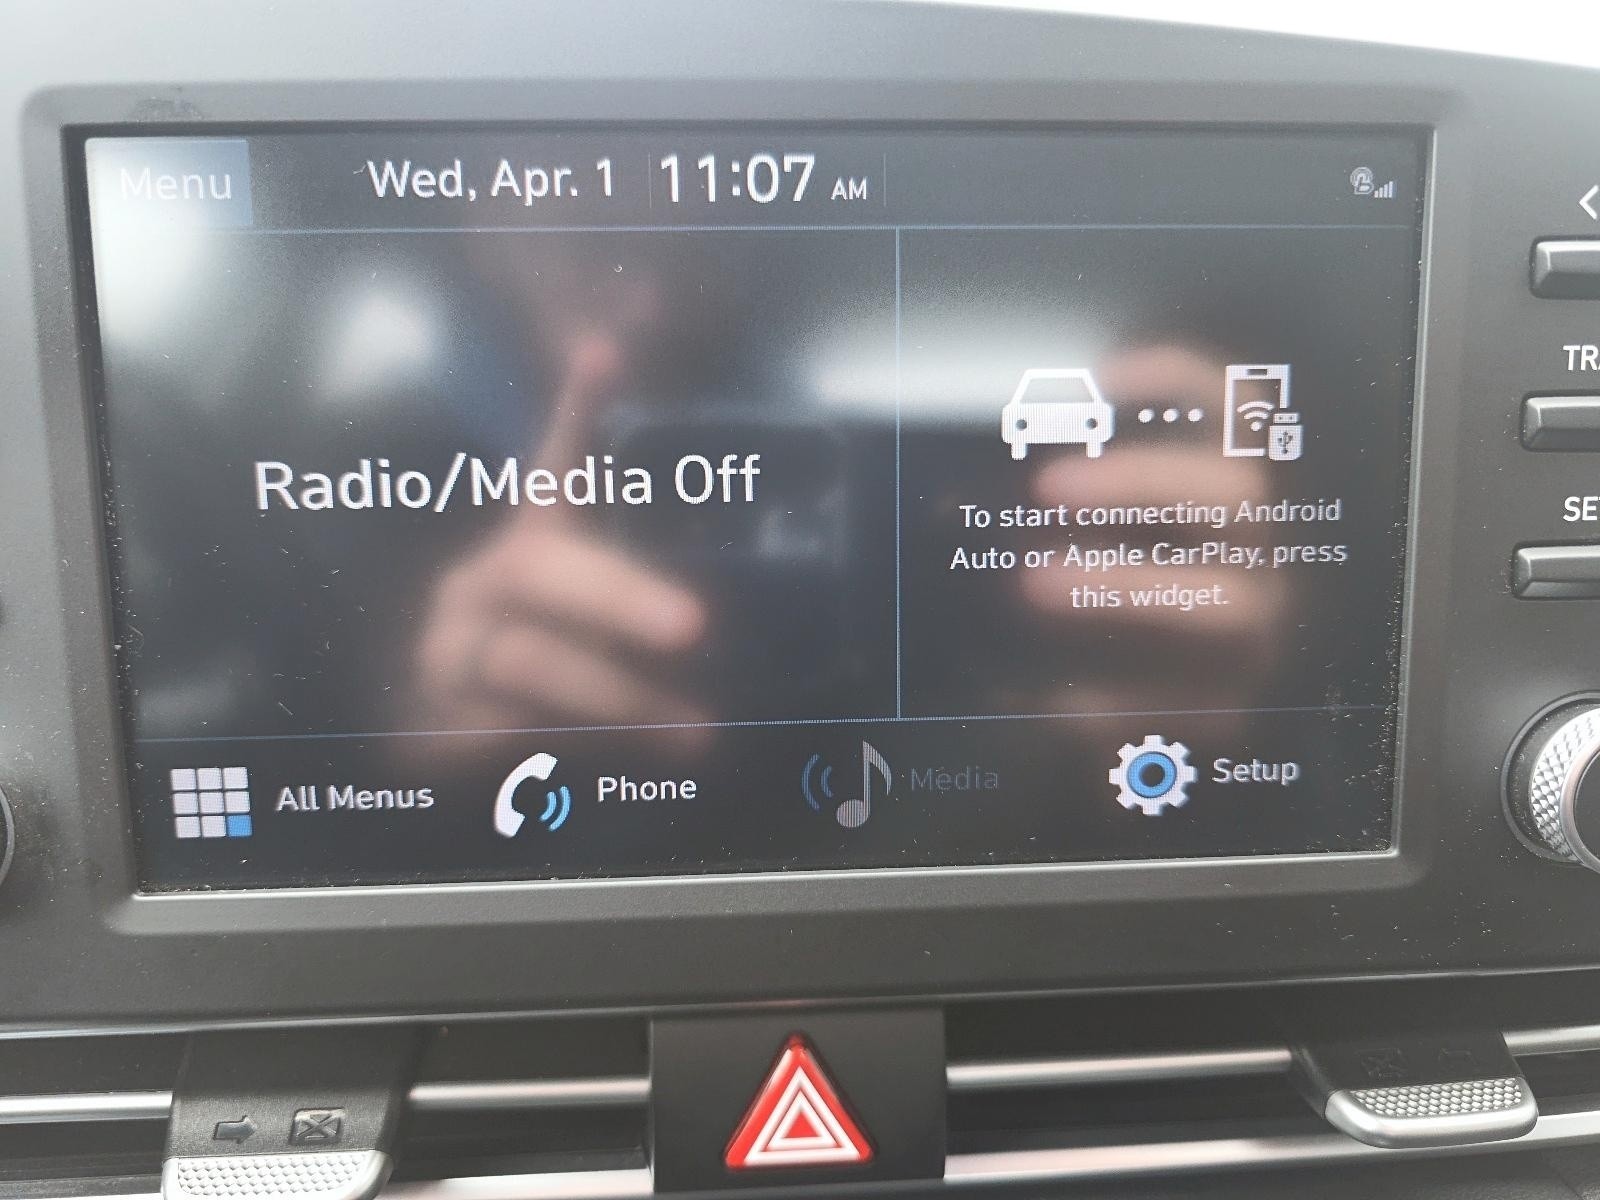 Menu
Wed, Apr. 1
11:07 AM
Radio/Media Off
To start connecting Android
Auto or Apple CarPlay, press
this widget.
All Menus
Phone
Media
Setup